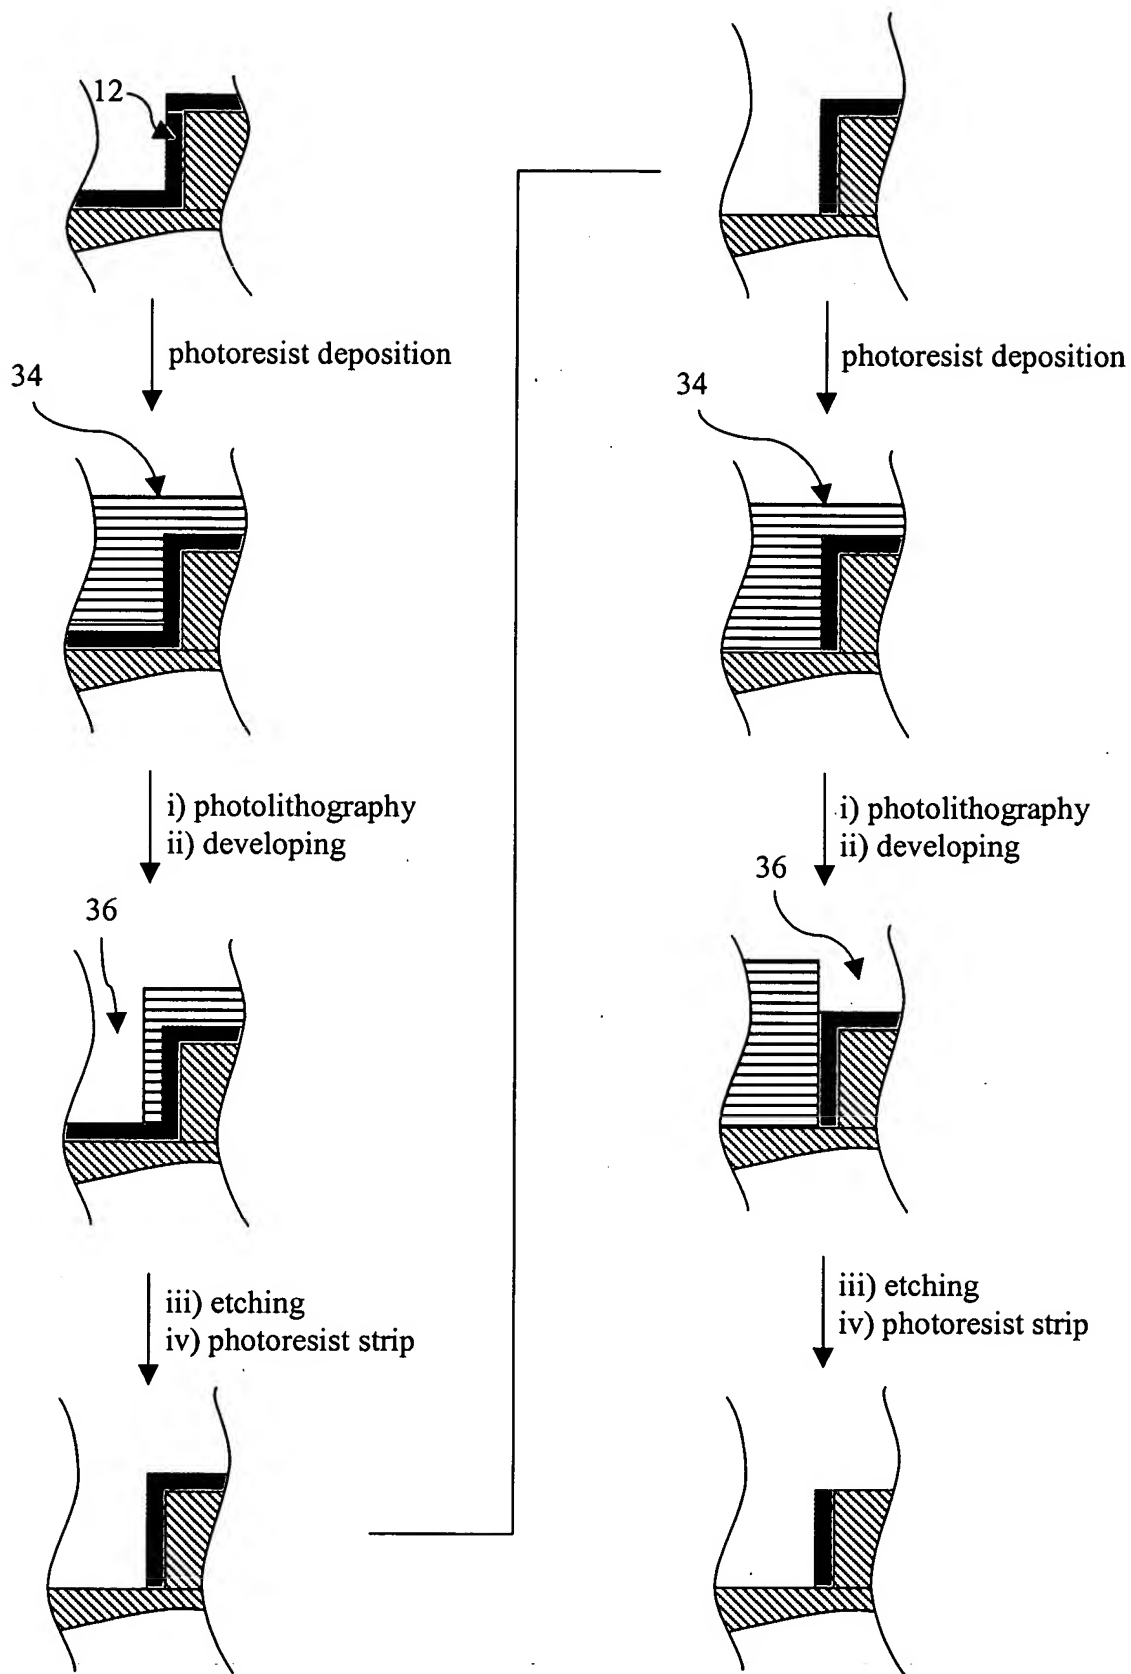 12
photoresist deposition
34
i) photolithography
ii) developing
36
iii) etching
iv) photoresist strip
photoresist deposition
34
i) photolithography
ii) developing
36
iii) etching
iv) photoresist strip